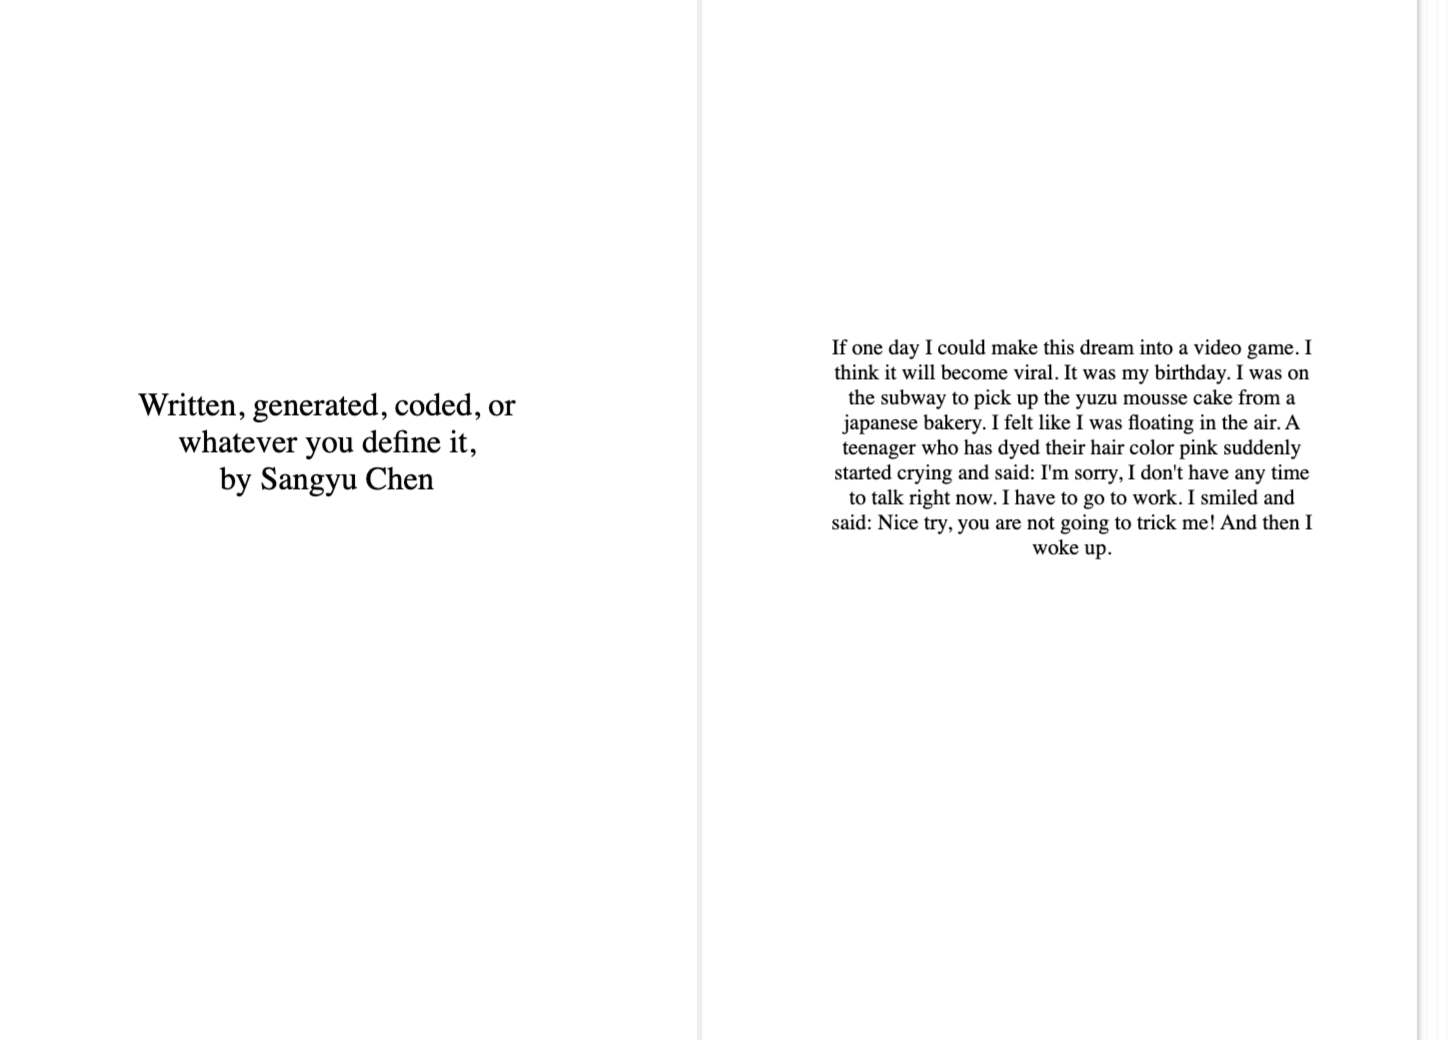 Written, generated, coded, or
whatever you define it,
by Sangyu Chen
If one day I could make this dream into a video game. I
think it will become viral. It was my birthday. I was on
the subway to pick up the yuzu mousse cake from a
japanese bakery. I felt like I was floating in the air. A
teenager who has dyed their hair color pink suddenly
started crying and said: I'm sorry, I don't have any time
to talk right now. I have to go to work. I smiled and
said: Nice try, you are not going to trick me! And then I
woke up.